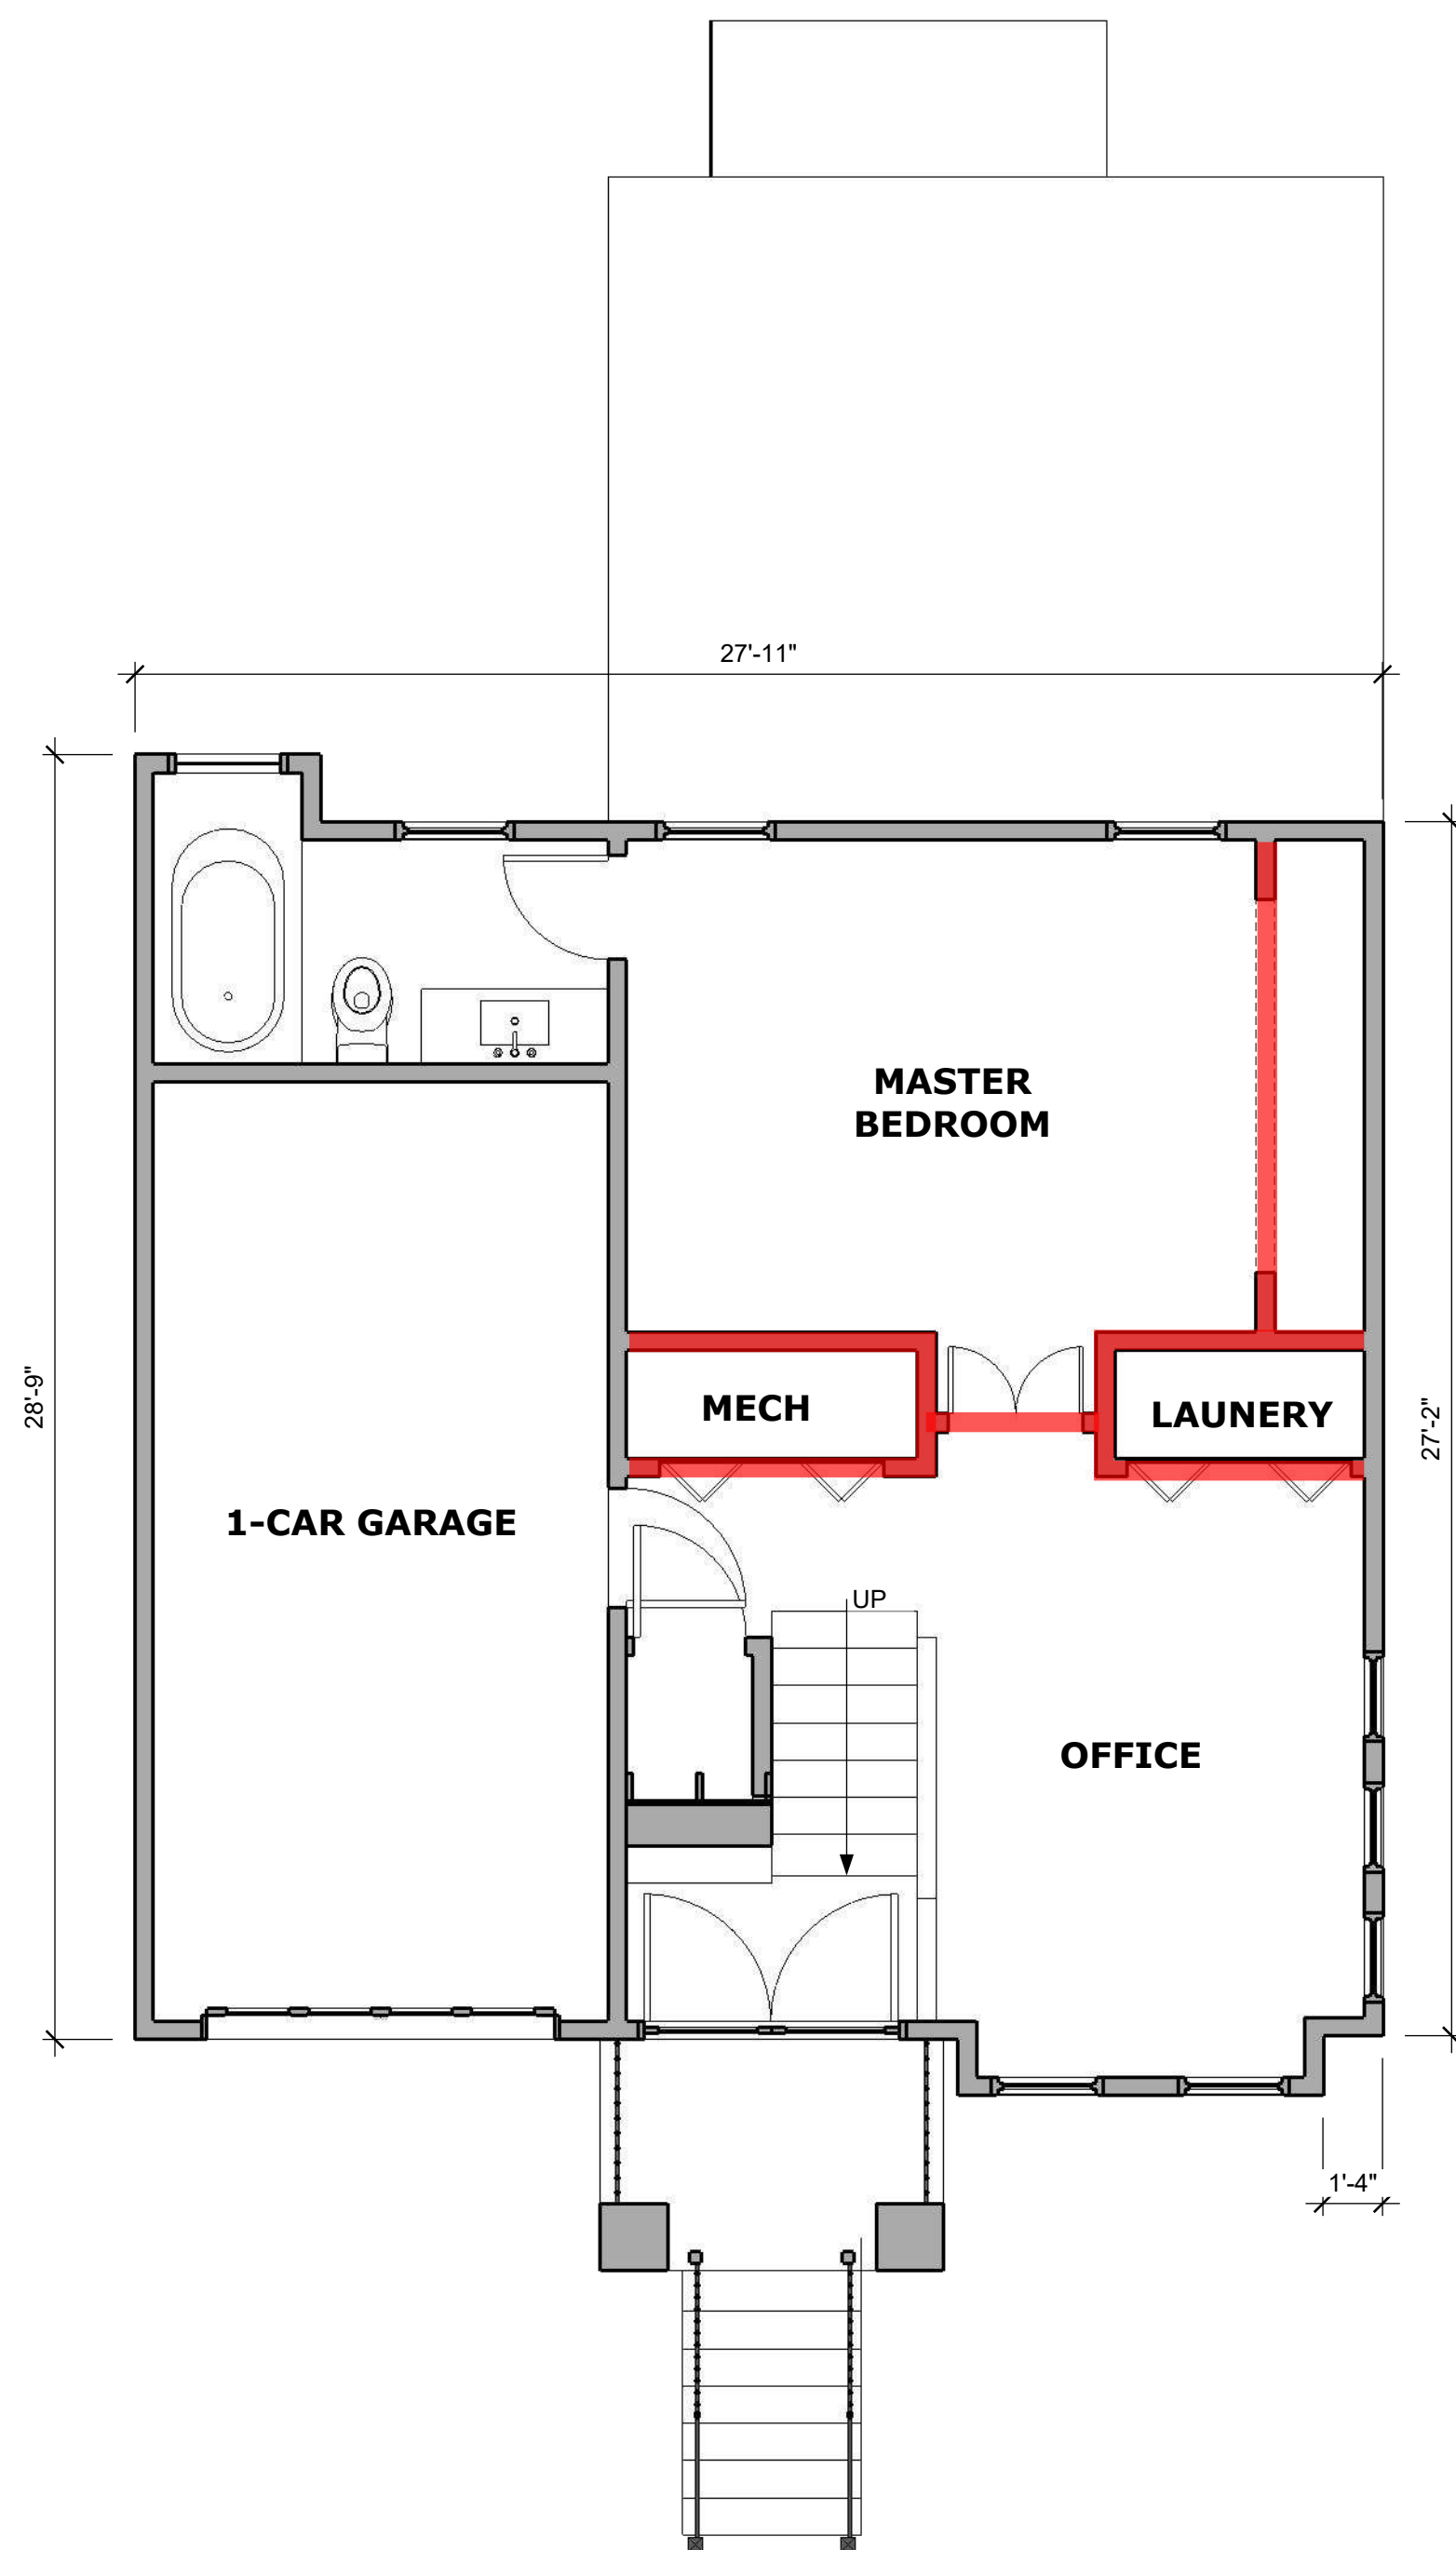 27'-11"
MASTER
BEDROOM
28'-9"
MECH
LAUNERY
27'-2"
1-CAR GARAGE
UP
OFFICE
1'-4"